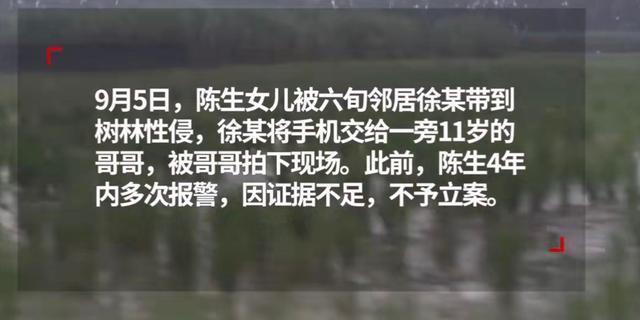 9月5日，陈生女儿被六旬邻居徐某带到
树林性侵，徐某将手机交给一旁11岁的
哥哥，被哥哥拍下现场。此前，陈生4年
内多次报警，因证据不足，不予立案。